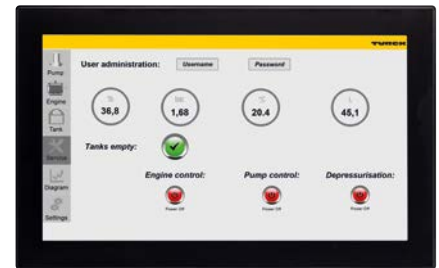 TURCK
Pump
User administration:
Username
Password
Engine
%
36,8
bar
1,68
°C
20.4
L
45,1
Tank
Tanks empty:
Service
Engine control:
Pump control:
Depressurisation:
Diagram
Power Off
Power Off
Power Off
Settings